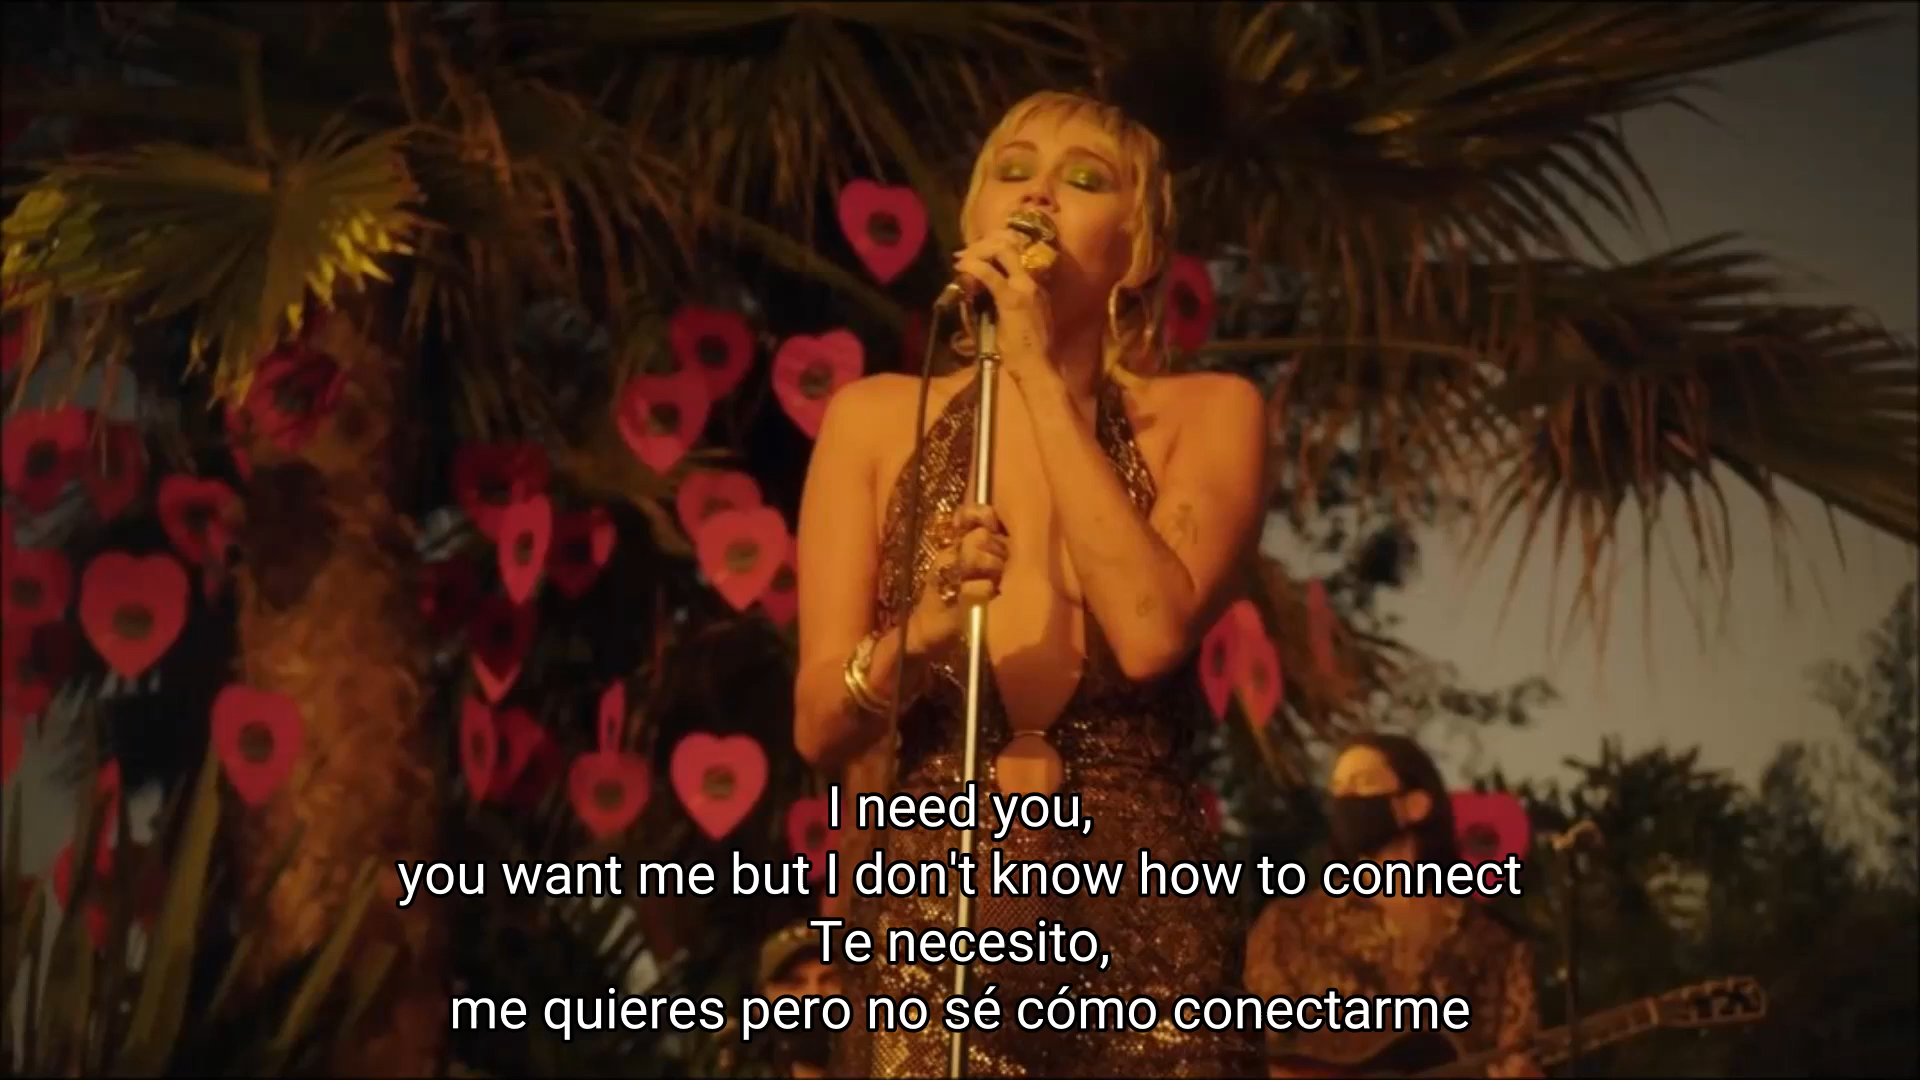 I need you,
you want me but I don't know how to connect
Te necesito,
me quieres pero no sé cómo conectarme